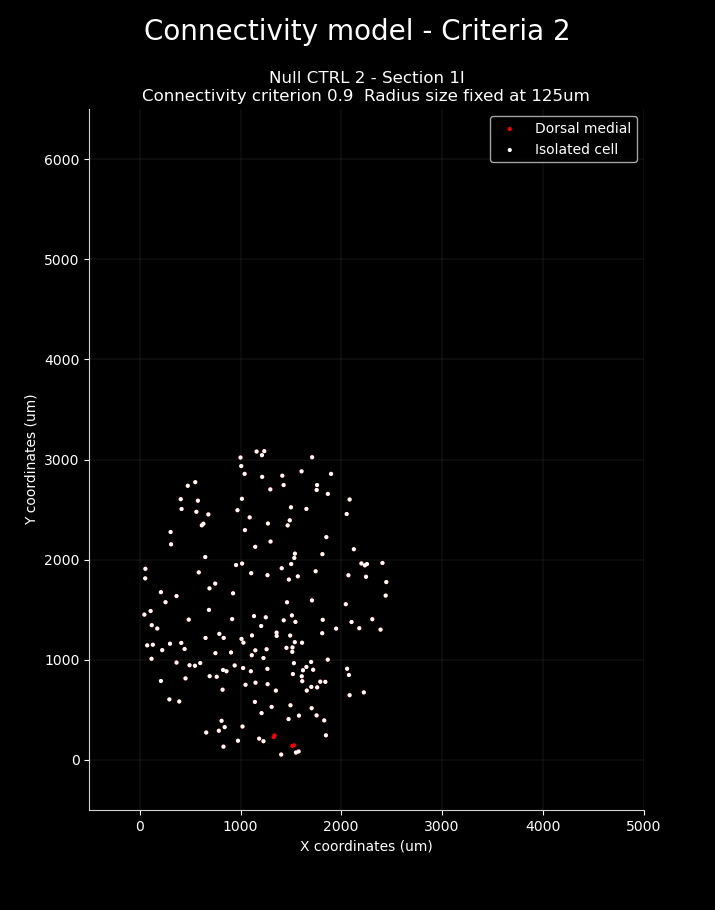 Connectivity model - Criteria 2
Null CTRL 2 - Section 1l
Connectivity criterion 0.9  Radius size fixed at 125um
Dorsal medial
Isolated cell
6000
5000
4000
3000
2000
1000
0
Y coordinates (um)
0
1000
2000
3000
4000
5000
X coordinates (um)